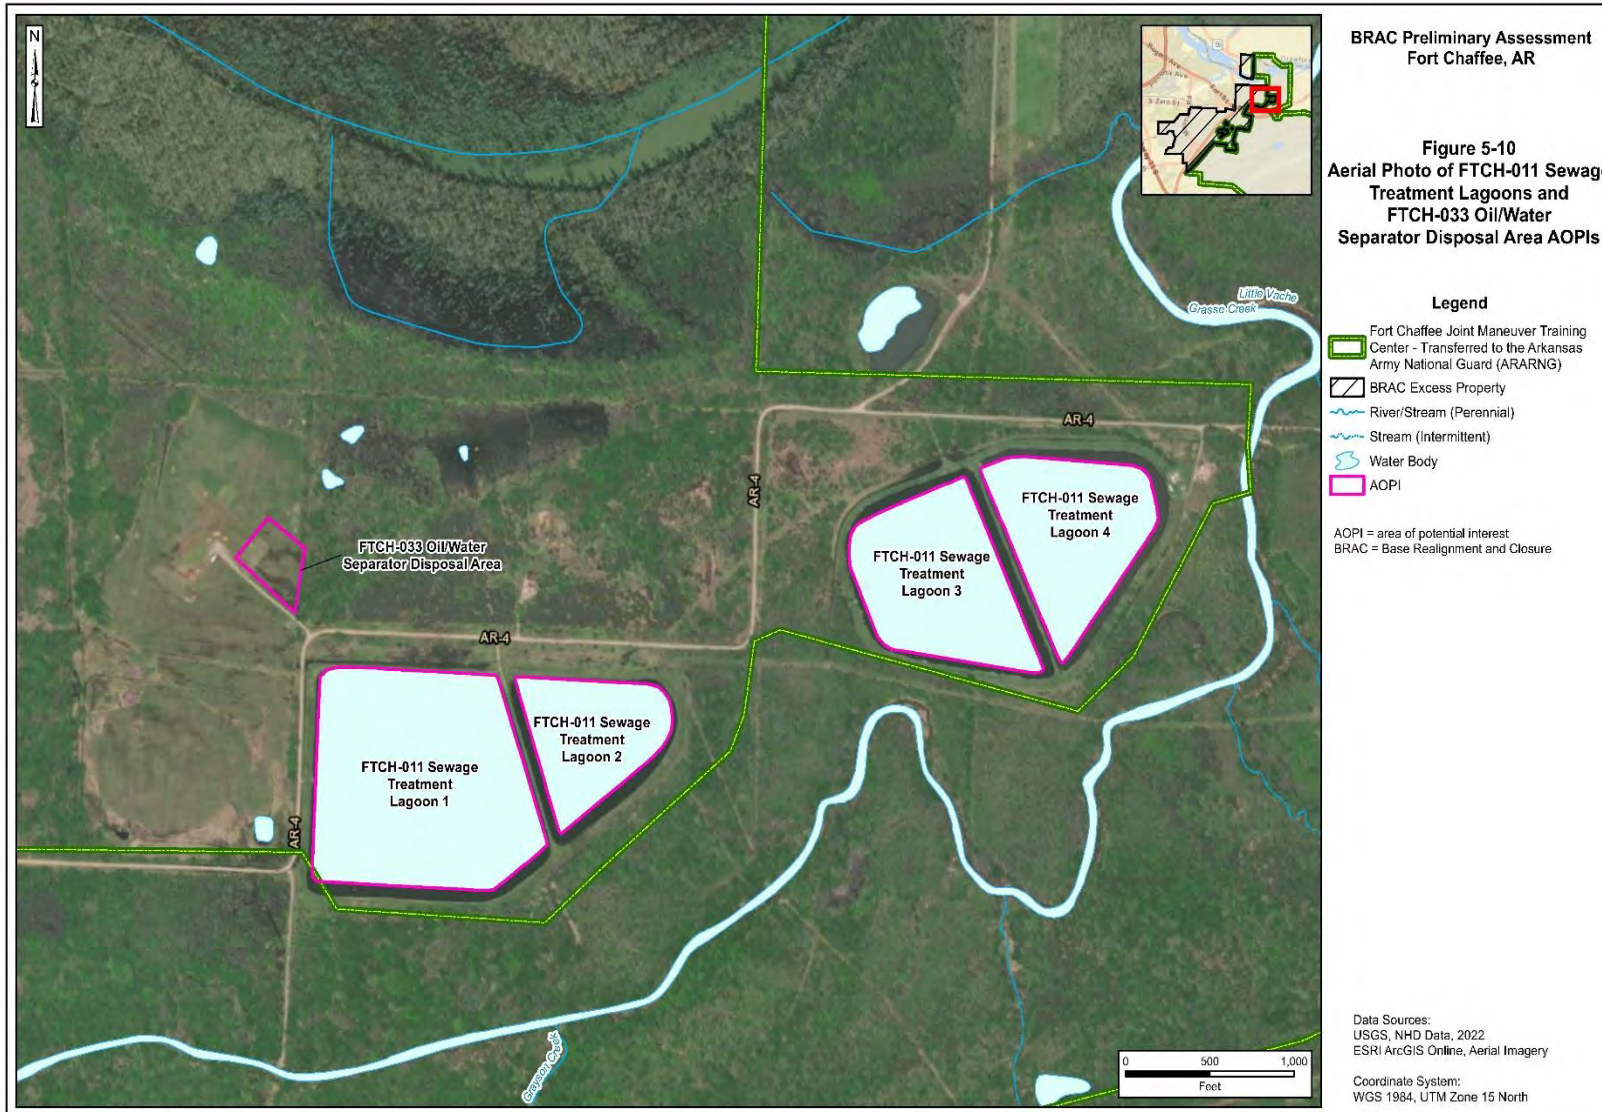 N
BRAC Preliminary Assessment
Fort Chaffee, AR
Figure 5-10
Aerial Photo of FTCH-011 Sewag
Treatment Lagoons and
FTCH-033 Oil/Water
Separator Disposal Area AOPIs
Legend
Fort Chaffee Joint Maneuver Training
Center - Transferred to the Arkansas
Army National Guard (ARARNG)
BRAC Excess Property
River/Stream (Perennial)
Stream (Intermittent)
Water Body
AOPI
AOPI = area of potential interest
BRAC = Base Realignment and Closure
Little Vache
Grasse Creek
AR-4
AR-4
FTCH-011 Sewage
Treatment
Lagoon 4
FTCH-011 Sewage
Treatment
Lagoon 3
FTCH-033 Oil/Water
Separator Disposal Area
AR-4
FTCH-011 Sewage
Treatment
Lagoon 2
FTCH-011 Sewage
Treatment
Lagoon 1
AR-4
Grayson Creek
0 500 1,000
Feet
Data Sources:
USGS, NHD Data, 2022
ESRI ArcGIS Online, Aerial Imagery
Coordinate System:
WGS 1984, UTM Zone 15 North